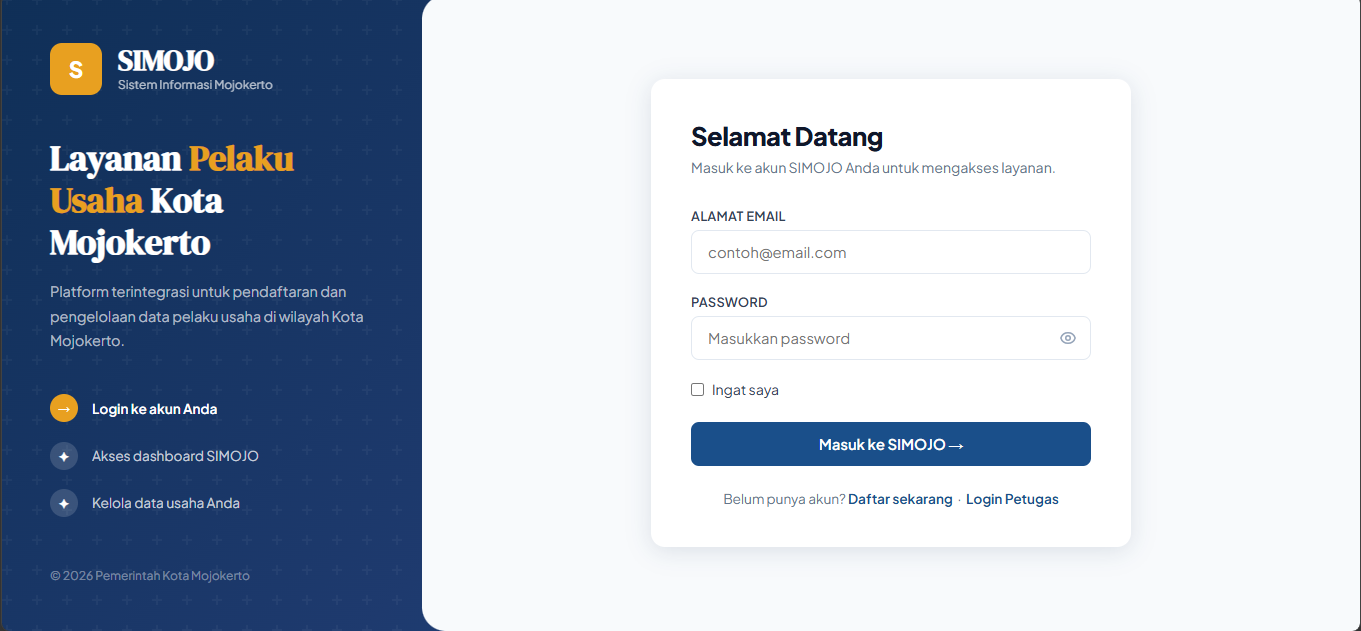 S
SIMOJO
Sistem Informasi Mojokerto
Layanan Pelaku
Usaha Kota
Mojokerto
Platform terintegrasi untuk pendaftaran dan
pengelolaan data pelaku usaha di wilayah Kota
Mojokerto.
→ Login ke akun Anda
✦ Akses dashboard SIMOJO
✦ Kelola data usaha Anda
© 2026 Pemerintah Kota Mojokerto
Selamat Datang
Masuk ke akun SIMOJO Anda untuk mengakses layanan.
ALAMAT EMAIL
contoh@email.com
PASSWORD
Masukkan password
Ingat saya
Masuk ke SIMOJO →
Belum punya akun? Daftar sekarang · Login Petugas